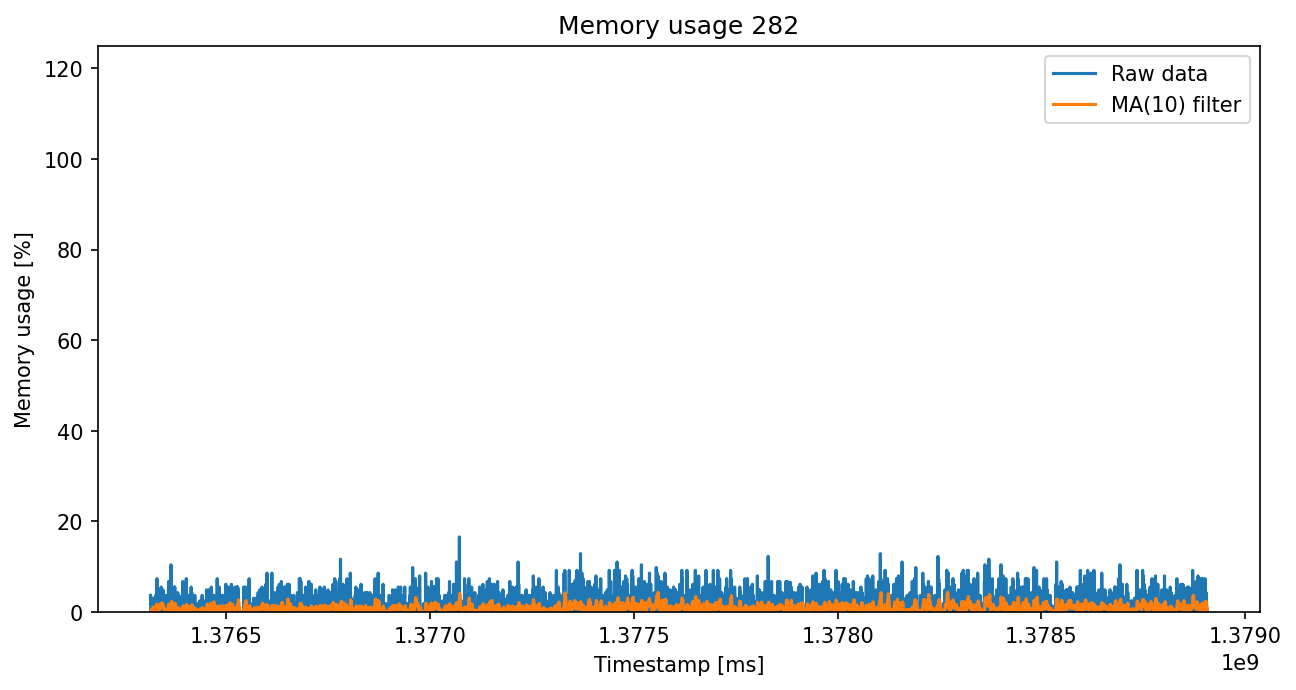 Memory usage 282
Raw data
MA(10) filter
Memory usage [%]
120
100
80
60
40
20
0
1.3765 1.3770 1.3775 1.3780 1.3785 1.3790
1e9
Timestamp [ms]